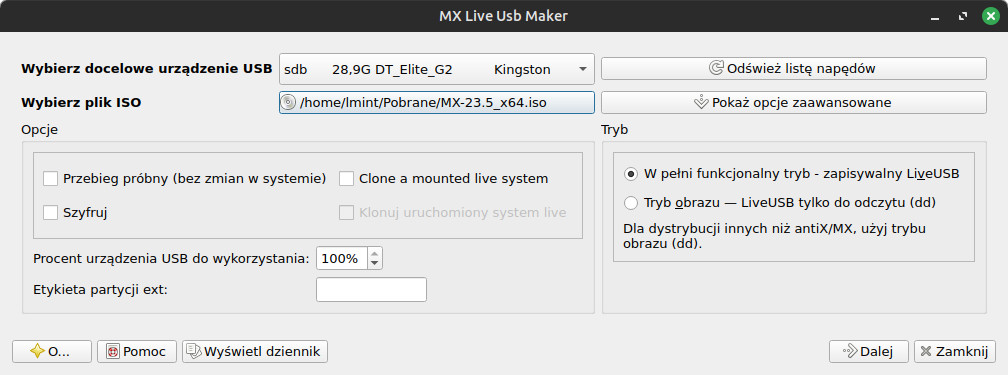 MX Live Usb Maker
Wybierz docelowe urządzenie USB
sdb 28,9G DT_Elite_G2 Kingston
Odśwież listę napędów
Wybierz plik ISO
/home/lmint/Pobrane/MX-23.5_x64.iso
Pokaż opcje zaawansowane
Opcje
Przebieg próbny (bez zmian w systemie)
Clone a mounted live system
Szyfruj
Klonuj uruchomiony system live
Procent urządzenia USB do wykorzystania:
100%
Etykieta partycji ext:
Tryb
W pełni funkcjonalny tryb - zapisywalny LiveUSB
Tryb obrazu — LiveUSB tylko do odczytu (dd)
Dla dystrybucji innych niż antiX/MX, użyj trybu
obrazu (dd).
O...
Pomoc
Wyświetl dziennik
Dalej
Zamknij